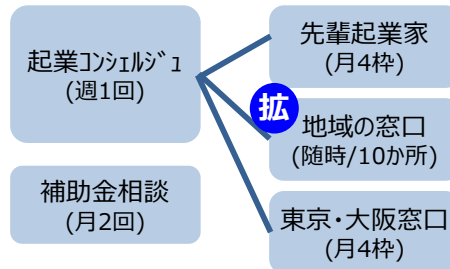 起業ｺﾝｼｪﾙｼﾞｭ
(週1回)
補助金相談
(月2回)
拡
先輩起業家
(月4枠)
地域の窓口
(随時/10か所)
東京・大阪窓口
(月4枠)